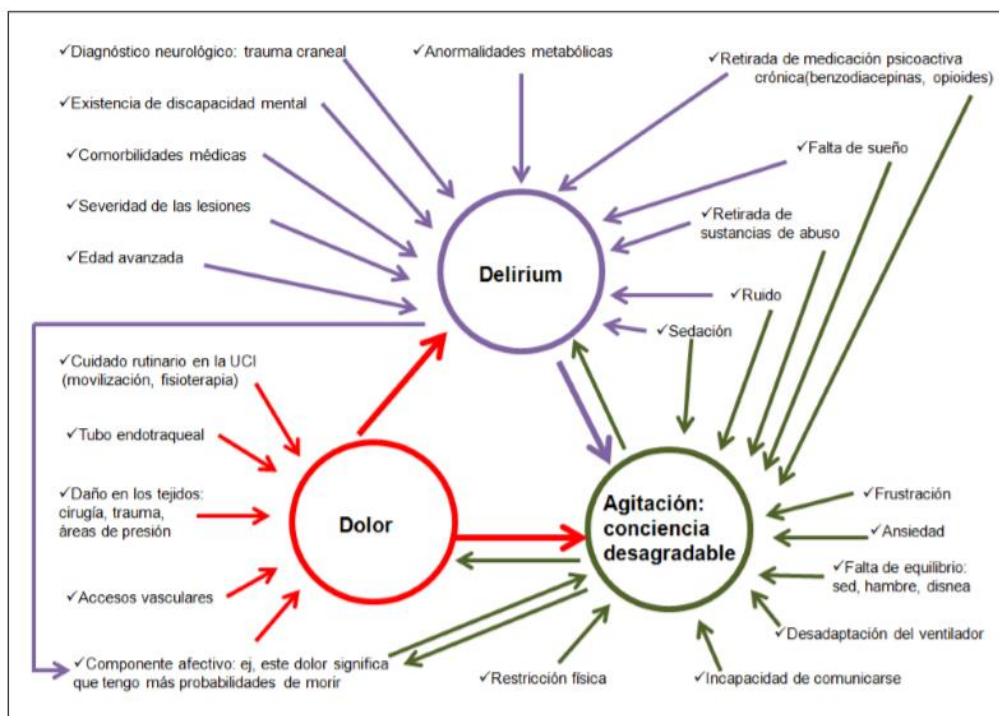 ✓Diagnóstico neurológico: trauma craneal
✓Anormalidades metabólicas
✓Retirada de medicación psicoactiva
crónica(benzodiacepinas, opioides)
✓Existencia de discapacidad mental
✓Comorbilidades médicas
✓Falta de sueño
✓Severidad de las lesiones
✓Retirada de
sustancias de abuso
✓Edad avanzada
Delirium
✓Ruido
✓Sedación
✓Cuidado rutinario en la UCI
(movilización, fisioterapia)
✓Tubo endotraqueal
✓Daño en los tejidos:
cirugía, trauma,
áreas de presión
Dolor
Agitación:
conciencia
desagradable
✓Frustración
✓Ansiedad
✓Falta de equilibrio:
sed, hambre, disnea
✓Accesos vasculares
✓Desadaptación del ventilador
✓Componente afectivo: ej, este dolor significa
que tengo más probabilidades de morir
✓Restricción física
✓Incapacidad de comunicarse